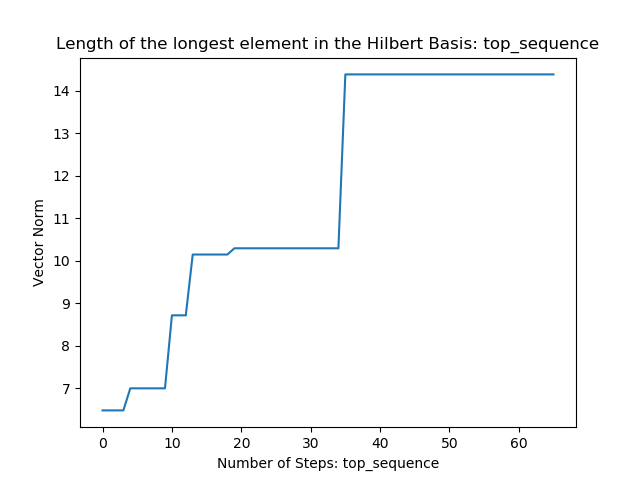 Length of the longest element in the Hilbert Basis: top_sequence
14
13
12
11
10
9
8
7
Vector Norm
0 10 20 30 40 50 60
Number of Steps: top_sequence